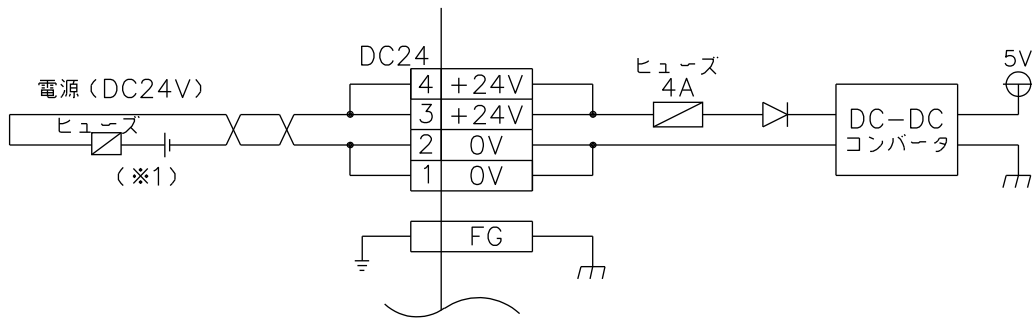 DC24
電源(DC24V)
ヒューズ
(※1)
4 +24V
3 +24V
2 0V
1 0V
FG
ヒューズ
4A
DC-DC
コンバータ
5V